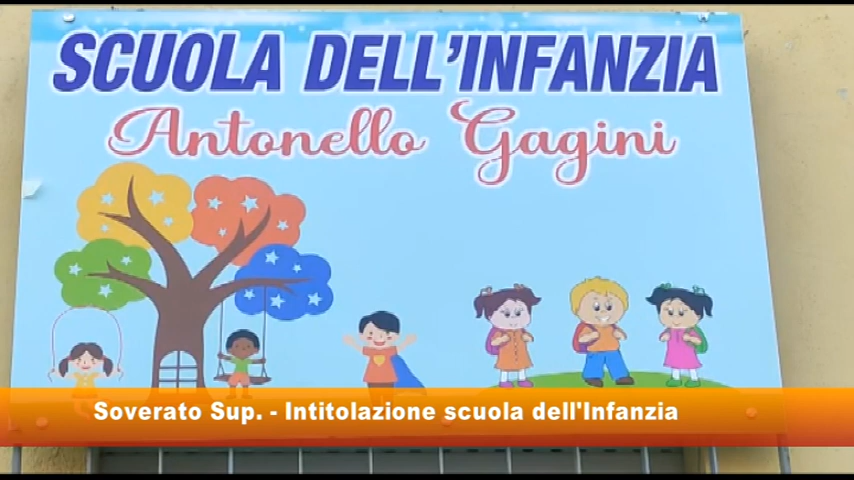 SCUOLA DELL'INFANZIA
Antonello Gagini
Soverato Sup. - Intitolazione scuola dell'Infanzia